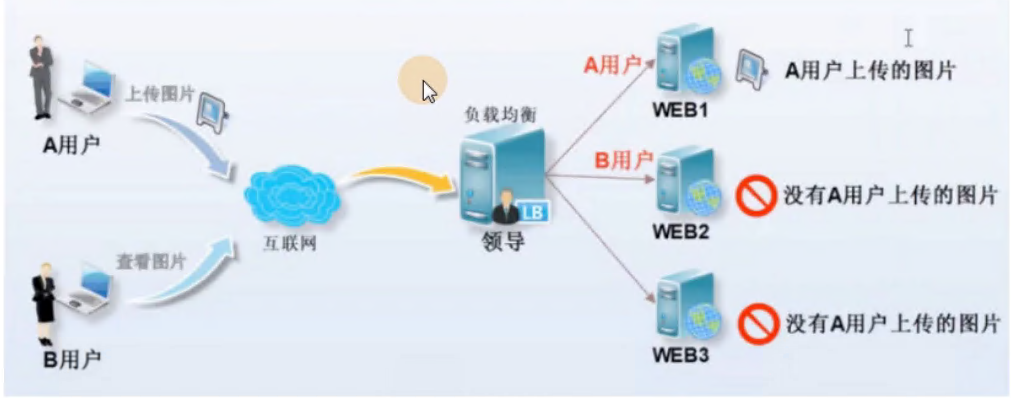 A用户
上传图片
A用户
WEB1
A用户上传的图片
负载均衡
LB
领导
互联网
B用户
WEB2
没有A用户上传的图片
查看图片
B用户
WEB3
没有A用户上传的图片